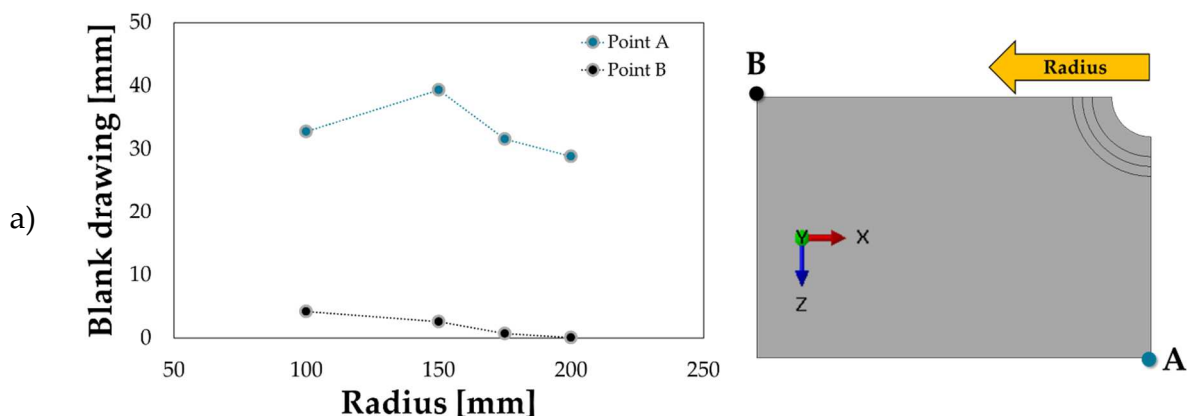 a)
Blank drawing [mm]
50
40
30
20
10
0
50 100 150 200 250
Radius [mm]
Point A
Point B
B
Radius
Y X
Z
A